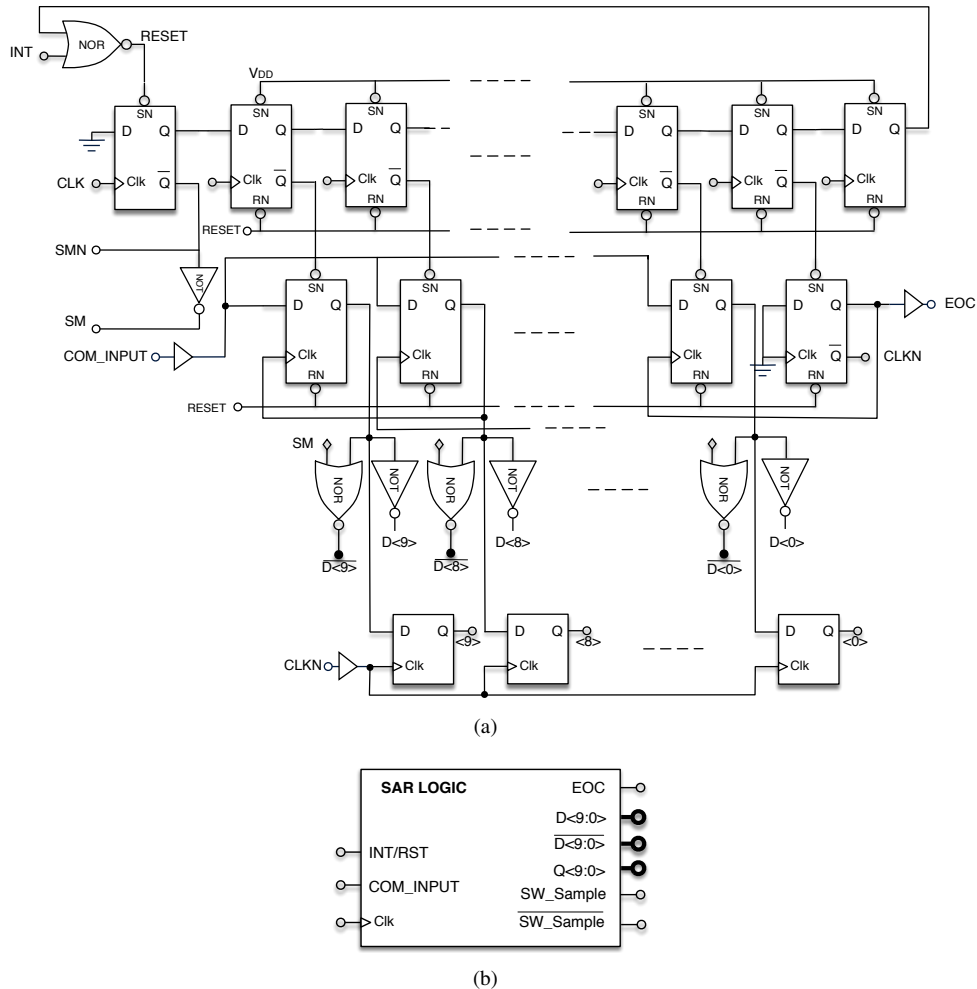 RESET
INT NOR
VDD
SN SN SN SN SN SN
D Q D Q D Q D Q D Q D Q
CLK Clk Q Clk Q Clk Q Clk Q Clk Q Clk
RN RN RN RN RN
RESET
SMN
NOT
SN SN SN SN
SM D Q D Q D Q D Q EOC
COM_INPUT
Clk Clk Clk Clk Q CLKN
RN RN RN RN
RESET
SM
NOR NOT NOR NOT NOR NOT
D<9> D<8> D<0>
D<9> D<8> D<0>
D Q D Q D Q
<9> <8> <0>
CLKN Clk Clk Clk
(a)
SAR LOGIC EOC
D<9:0>
D<9:0>
INT/RST
Q<9:0>
COM_INPUT SW_Sample
Clk SW_Sample
(b)